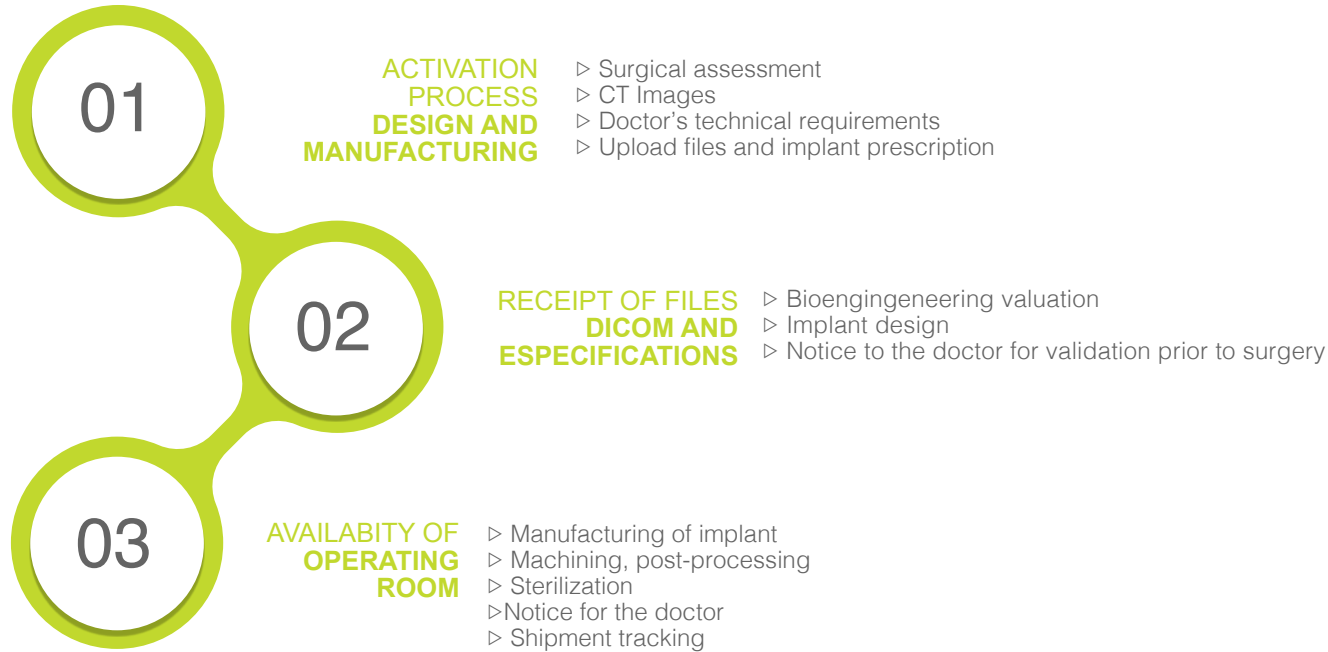 01
ACTIVATION
PROCESS
DESIGN AND
MANUFACTURING
▷ Surgical assessment
▷ CT Images
▷ Doctor's technical requirements
▷ Upload files and implant prescription
02
RECEIPT OF FILES
DICOM AND
ESPECIFICATIONS
▷ Bioengingeneering valuation
▷ Implant design
▷ Notice to the doctor for validation prior to surgery
03
AVAILABITY OF
OPERATING
ROOM
▷ Manufacturing of implant
▷ Machining, post-processing
▷ Sterilization
▷Notice for the doctor
▷ Shipment tracking